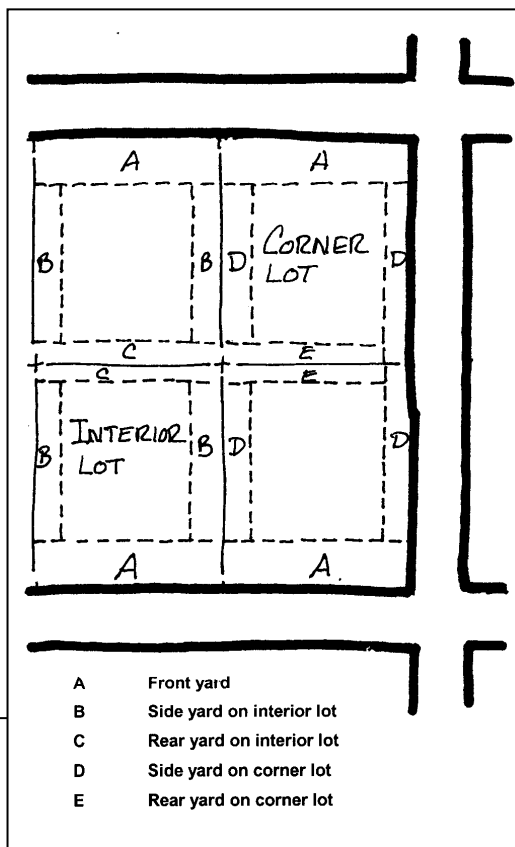 A A
B B D CORNER LOT D
C E
S E
B INTERIOR LOT B D D
A A.
A Front yard
B Side yard on interior lot
C Rear yard on interior lot
D Side yard on corner lot
E Rear yard on corner lot